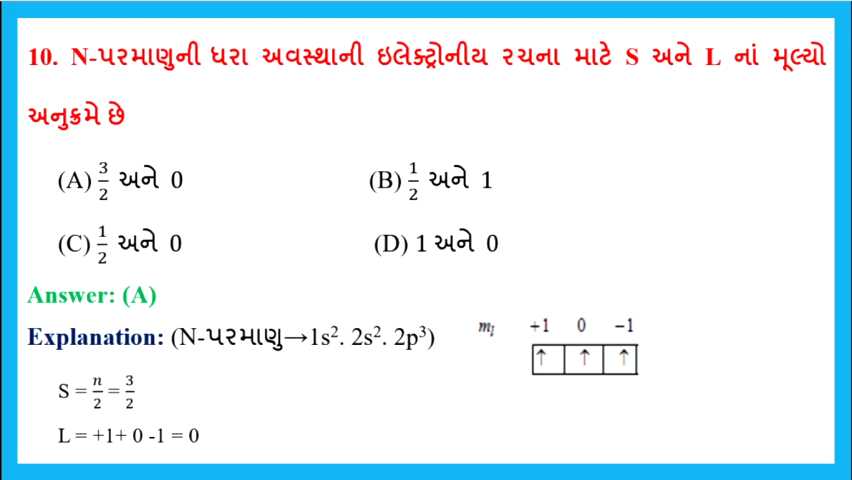 10. N-પરમાણુની ધરા અવસ્થાની ઇલેક્ટ્રોનીય રચના માટે S અને L નાં મૂલ્યો
અનુક્રમે છે
(A) 3/2 અને 0 (B) 1/2 અને 1
(C) 1/2 અને 0 (D) 1 અને 0
Answer: (A)
Explanation: (N-પરમાણુ→1s². 2s². 2p³) mₗ +1 0 −1
↑ ↑ ↑
S = n/2 = 3/2
L = +1+ 0 -1 = 0